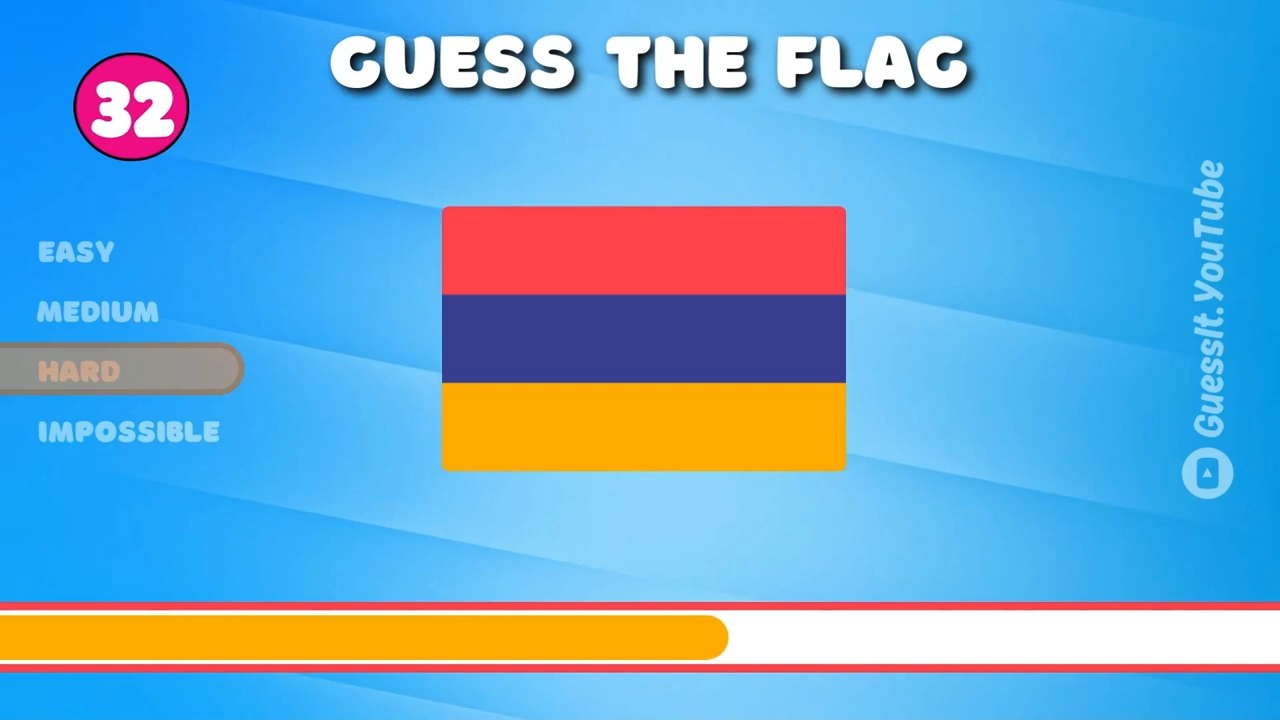 GUESS THE FLAG
32
EASY
MEDIUM
HARD
IMPOSSIBLE
GuessIt.YouTube